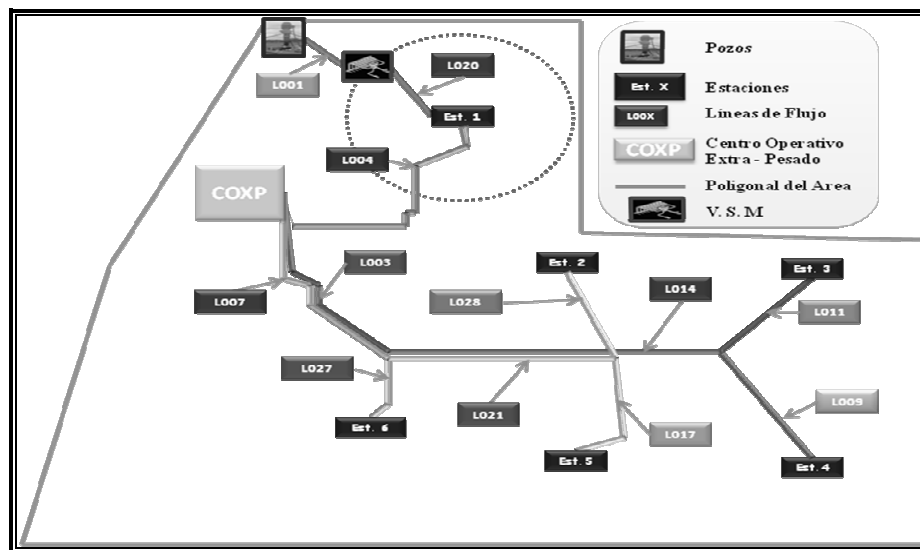 L001
L020
Est. 1
L004
COXP
L003
L007
Est. 2
L028
L014
Est. 3
L011
L027
L021
L009
Est. 6
L017
Est. 5
Est. 4
Pozos
Est. X
Estaciones
L00X
Líneas de Flujo
COXP
Centro Operativo
Extra - Pesado
Poligonal del Area
V. S. M